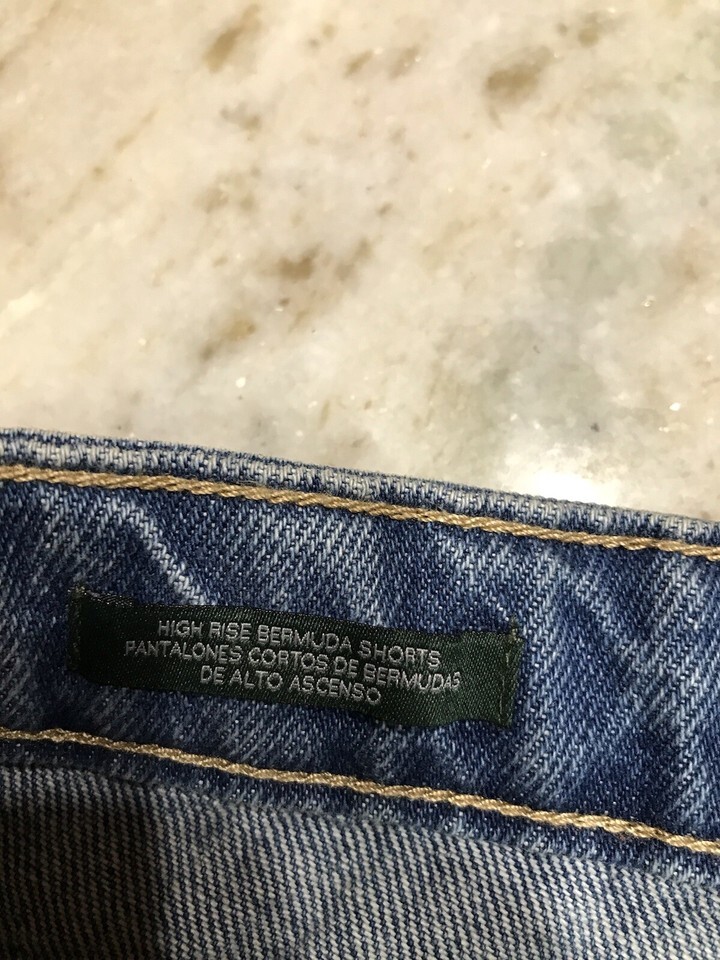 HIGH RISE BERMUDA SHORTS
PANTALONES CORTOS DE BERMUDAS
DE ALTO ASCENSO